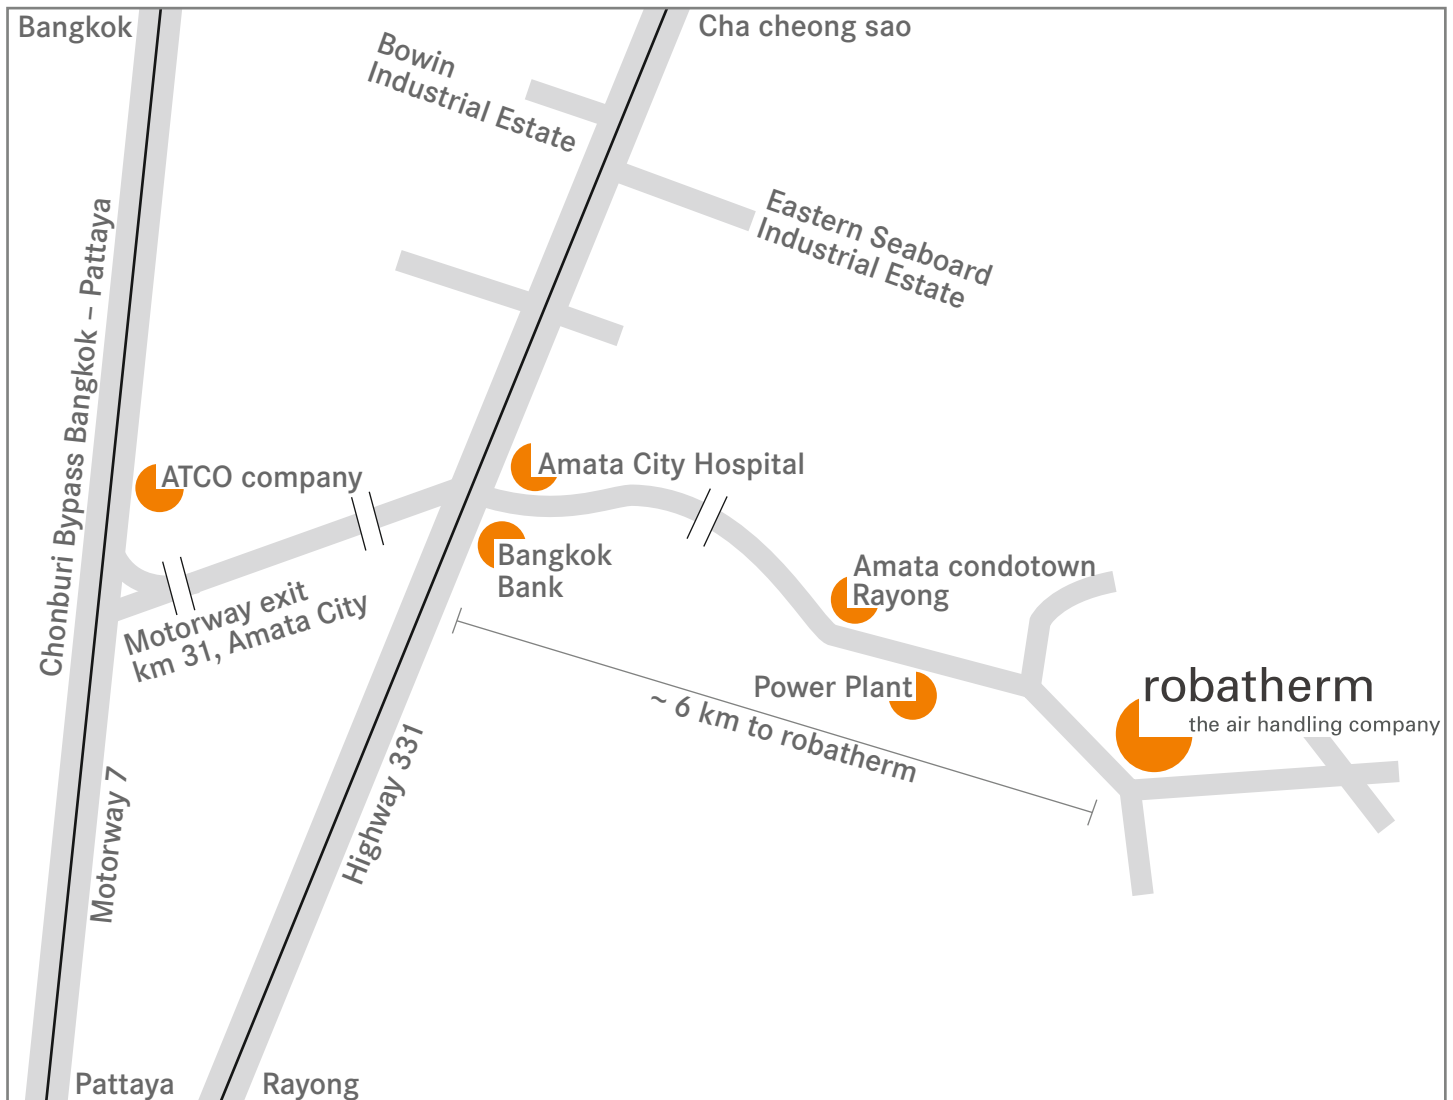 Bangkok
Cha cheong sao
Bowin
Industrial Estate
Eastern Seaboard
Industrial Estate
Chonburi Bypass Bangkok – Pattaya
ATCO company
Amata City Hospital
Bangkok
Bank
Motorway exit
km 31, Amata City
Amata condotown
Rayong
Power Plant
robatherm
the air handling company
~ 6 km to robatherm
Highway 331
Motorway 7
Pattaya
Rayong